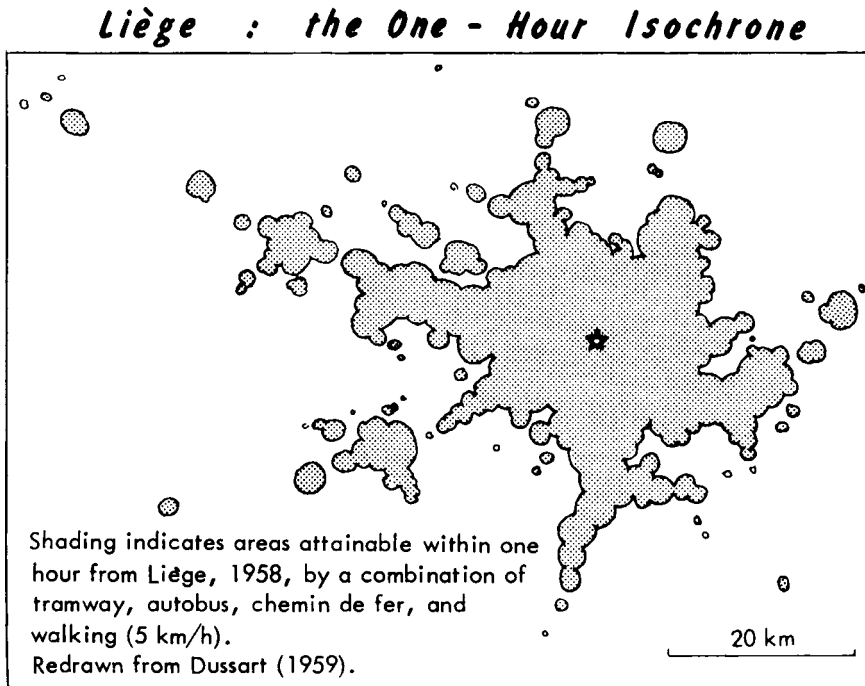 Liège : the One - Hour Isochrone
Shading indicates areas attainable within one
hour from Liège, 1958, by a combination of
tramway, autobus, chemin de fer, and
walking (5 km/h).
Redrawn from Dussart (1959).
20 km